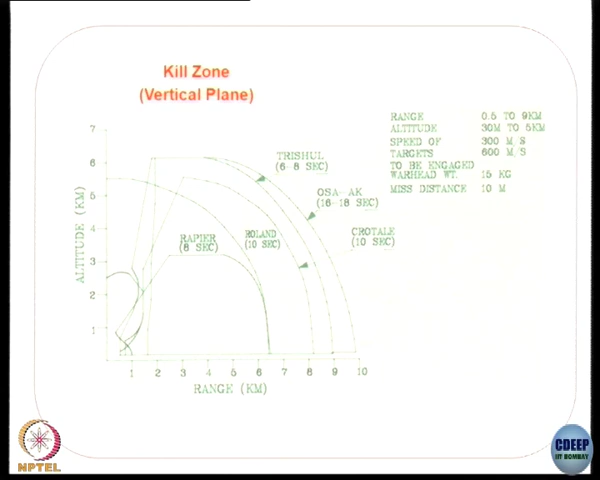 Kill Zone
(Vertical Plane)
RANGE 0.5 TO 9KM
ALTITUDE 30M TO 5KM
SPEED OF 300 M/S
TARGETS 600 M/S
TO BE ENGAGED
WARHEAD WT. 15 KG
MISS DISTANCE 10 M
TRISHUL
(6-8 SEC)
OSA-AK
(16-18 SEC)
CROTALE
(10 SEC)
ROLAND
(10 SEC)
RAPIER
(8 SEC)
ALTITUDE (KM)
7
6
5
4
3
2
1
1 2 3 4 5 6 7 8 9 10
RANGE (KM)
NPTEL
CDEEP
IIT BOMBAY